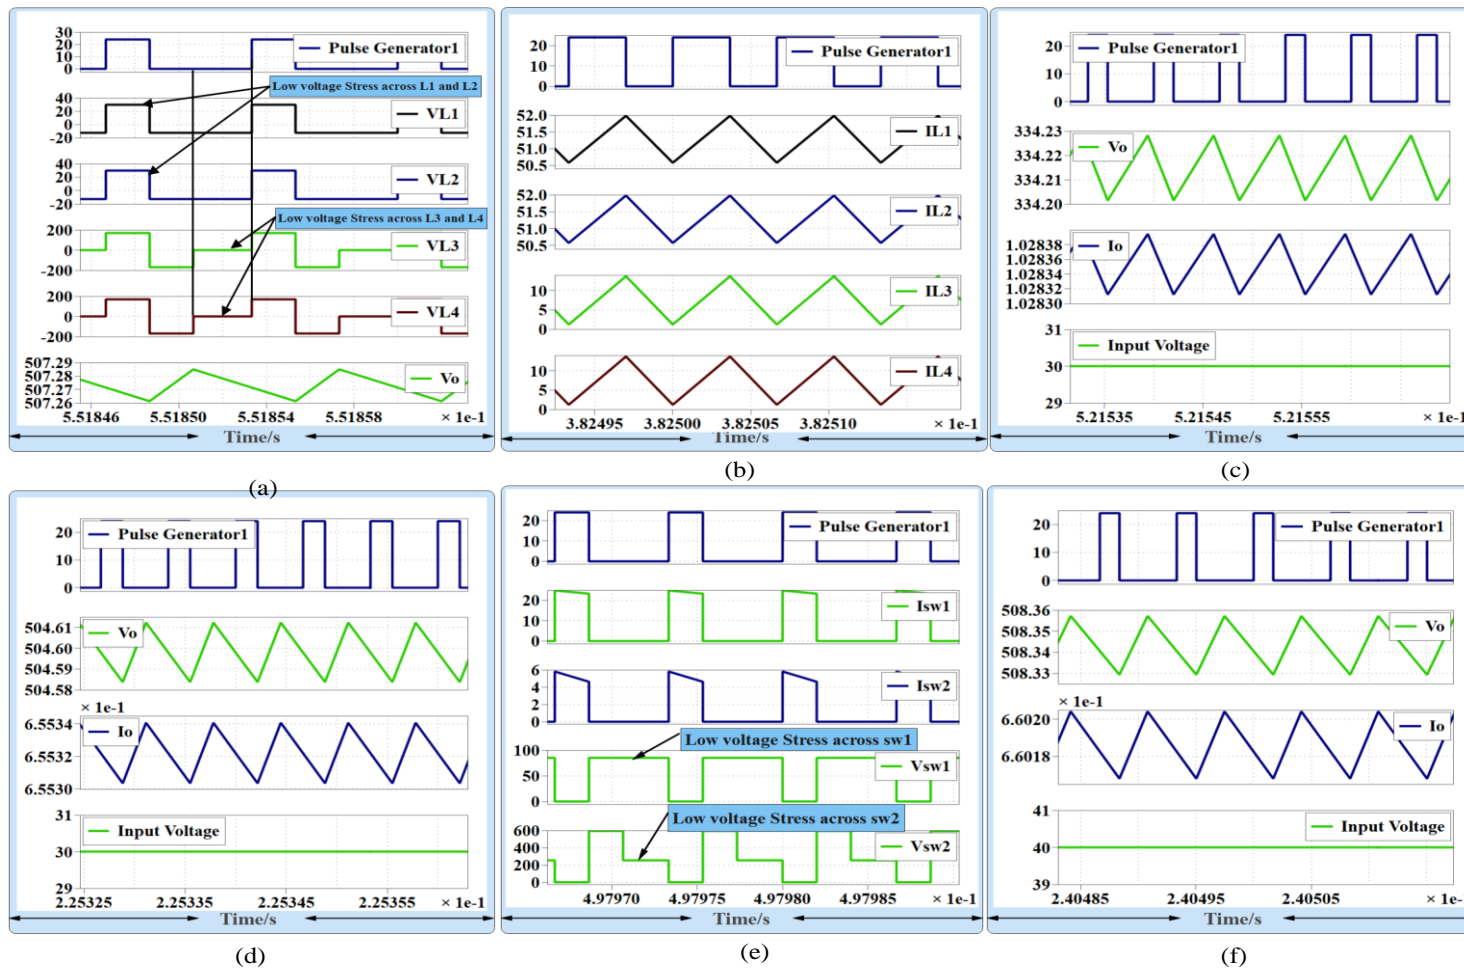 30
20
10
0
Pulse Generator1
Low voltage Stress across L1 and L2
40
20
0
-20
VL1
40
20
0
-20
VL2
Low voltage Stress across L3 and L4
200
0
-200
VL3
200
0
-200
VL4
507.29
507.28
507.27
507.26
Vo
5.51846 5.51850 5.51854 5.51858 × 1e-1
Time/s
(a)
20
10
0
Pulse Generator1
52.0
51.5
51.0
50.5
IL1
52.0
51.5
51.0
50.5
IL2
10
5
0
IL3
10
5
0
IL4
3.82495 3.82500 3.82505 3.82510 × 1e-1
Time/s
(b)
20
10
0
Pulse Generator1
334.23
334.22
334.21
334.20
Vo
1.02838
1.02836
1.02834
1.02832
1.02830
Io
31
30
29
Input Voltage
5.21535 5.21545 5.21555 × 1e-1
Time/s
(c)
20
10
0
Pulse Generator1
504.61
504.60
504.59
504.58
Vo
× 1e-1
6.5534
6.5532
6.5530
Io
31
30
29
Input Voltage
2.25325 2.25335 2.25345 2.25355 × 1e-1
Time/s
(d)
20
10
0
Pulse Generator1
20
10
0
Isw1
6
4
2
0
Isw2
Low voltage Stress across sw1
100
50
0
Vsw1
Low voltage Stress across sw2
600
400
200
0
Vsw2
4.97970 4.97975 4.97980 4.97985 × 1e-1
Time/s
(e)
20
10
0
Pulse Generator1
508.36
508.35
508.34
508.33
Vo
× 1e-1
6.6020
6.6018
Io
41
40
39
Input Voltage
2.40485 2.40495 2.40505 × 1e-1
Time/s
(f)